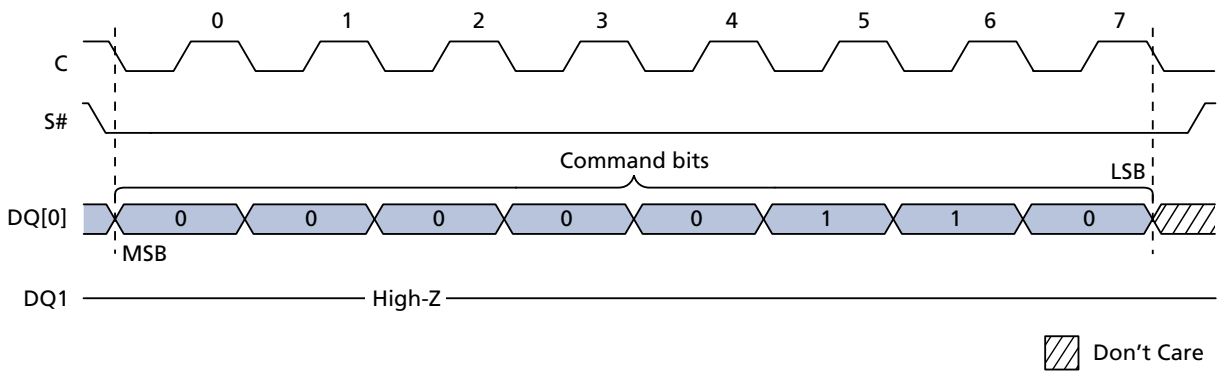 0 1 2 3 4 5 6 7
C
S#
Command bits
LSB
DQ[0] 0 0 0 0 0 1 1 0
MSB
DQ1 High-Z
Don't Care